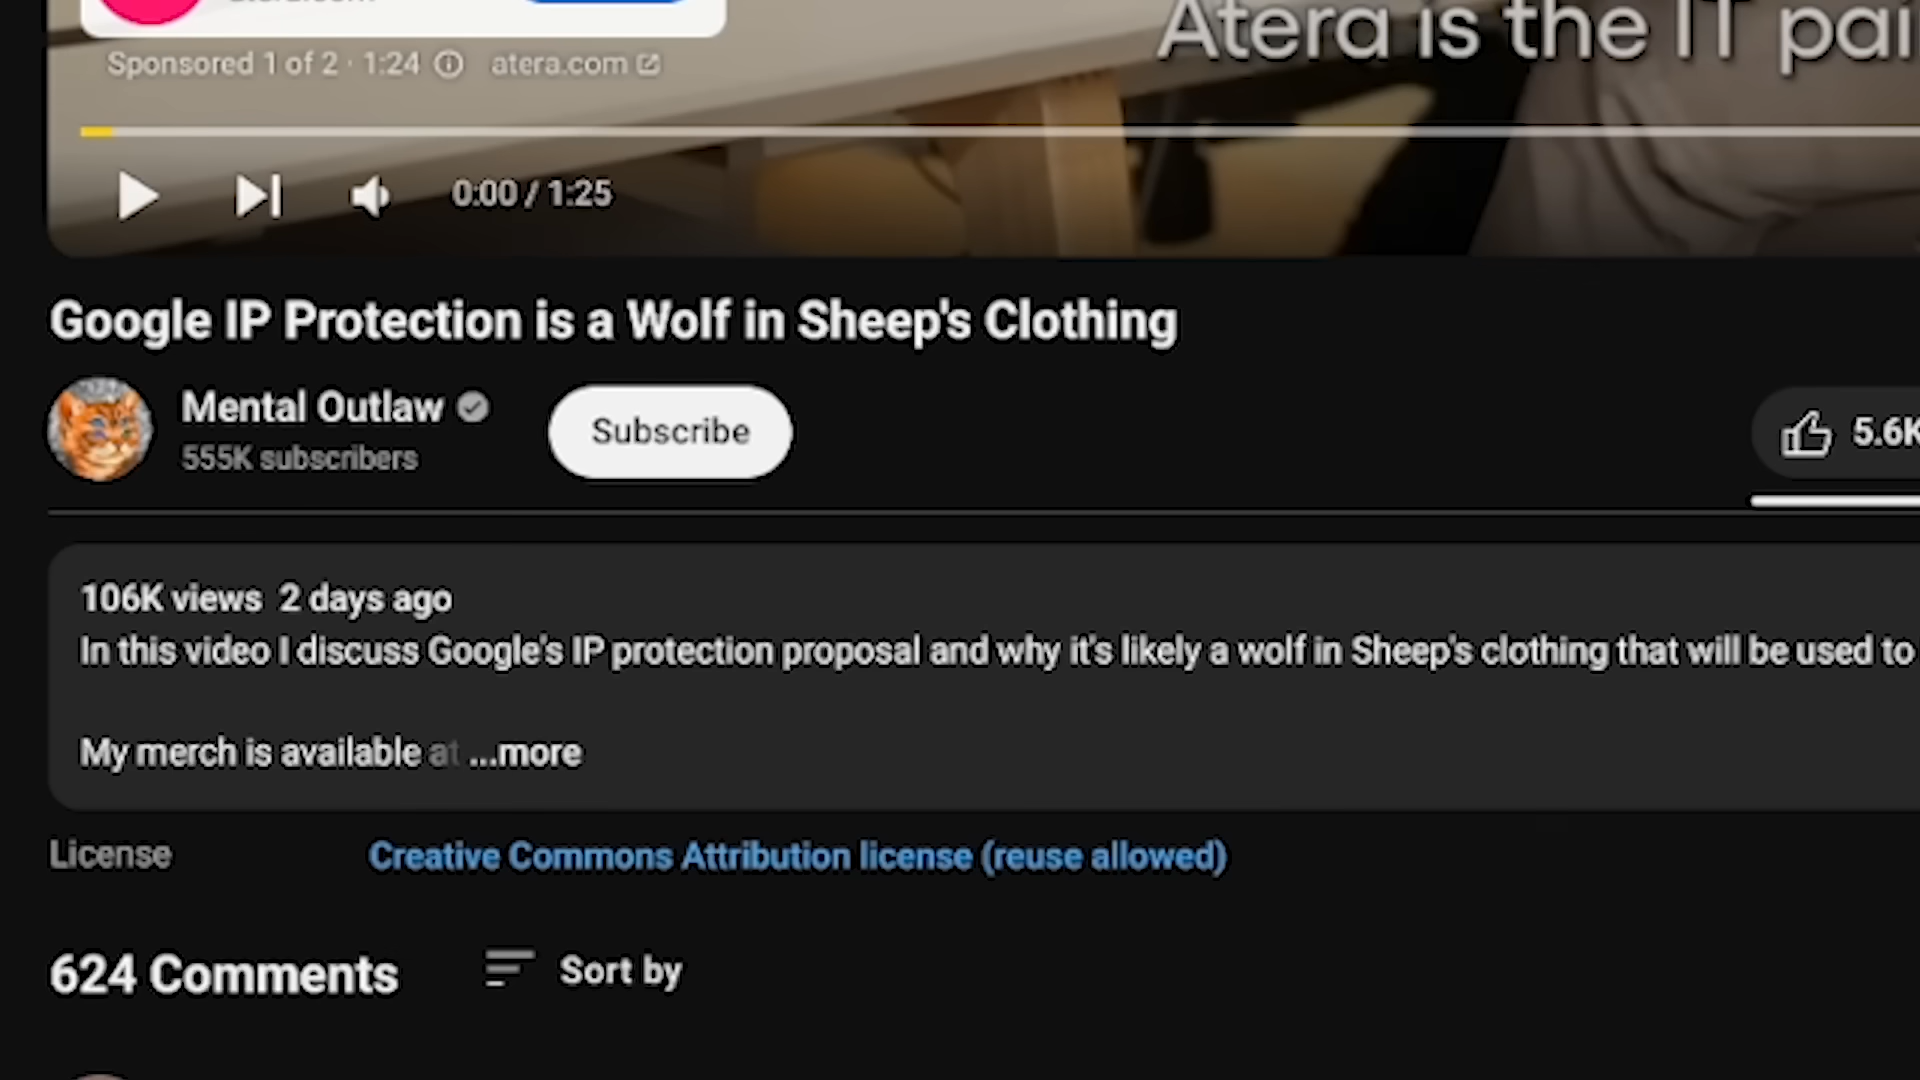 Atera is the IT pai
Sponsored 1 of 2 · 1:24 atera.com
0:00 / 1:25
Google IP Protection is a Wolf in Sheep's Clothing
Mental Outlaw
555K subscribers
Subscribe
5.6K
106K views 2 days ago
In this video I discuss Google's IP protection proposal and why it's likely a wolf in Sheep's clothing that will be used to
My merch is available at ...more
License Creative Commons Attribution license (reuse allowed)
624 Comments Sort by